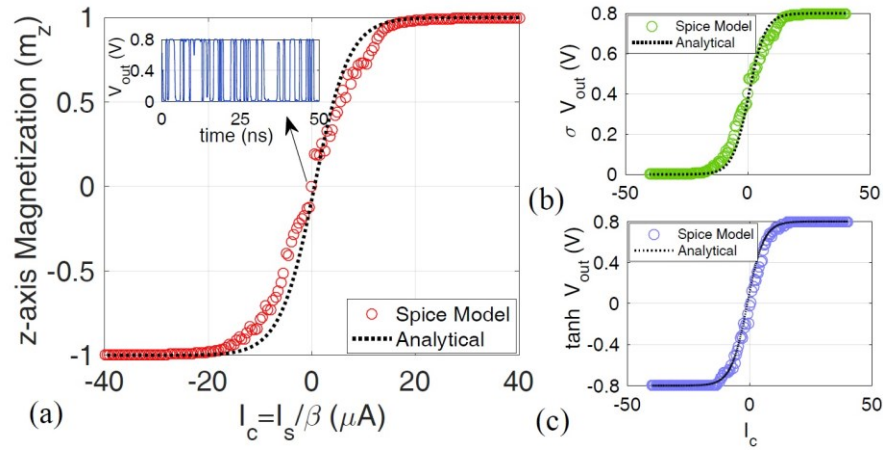 z-axis Magnetization (m_z)
1
0.5
0
-0.5
-1
V_out (V)
0.8
0.4
0
0 25 50
time (ns)
Spice Model
Analytical
-40 -20 0 20 40
(a)
I_c=I_s/β (μA)
σ V_out (V)
0.8
0.6
0.4
0.2
0
Spice Model
Analytical
-50 0 50
(b)
tanh V_out (V)
0.8
0.4
0
-0.4
-0.8
Spice Model
Analytical
-50 0 50
(c)
I_c